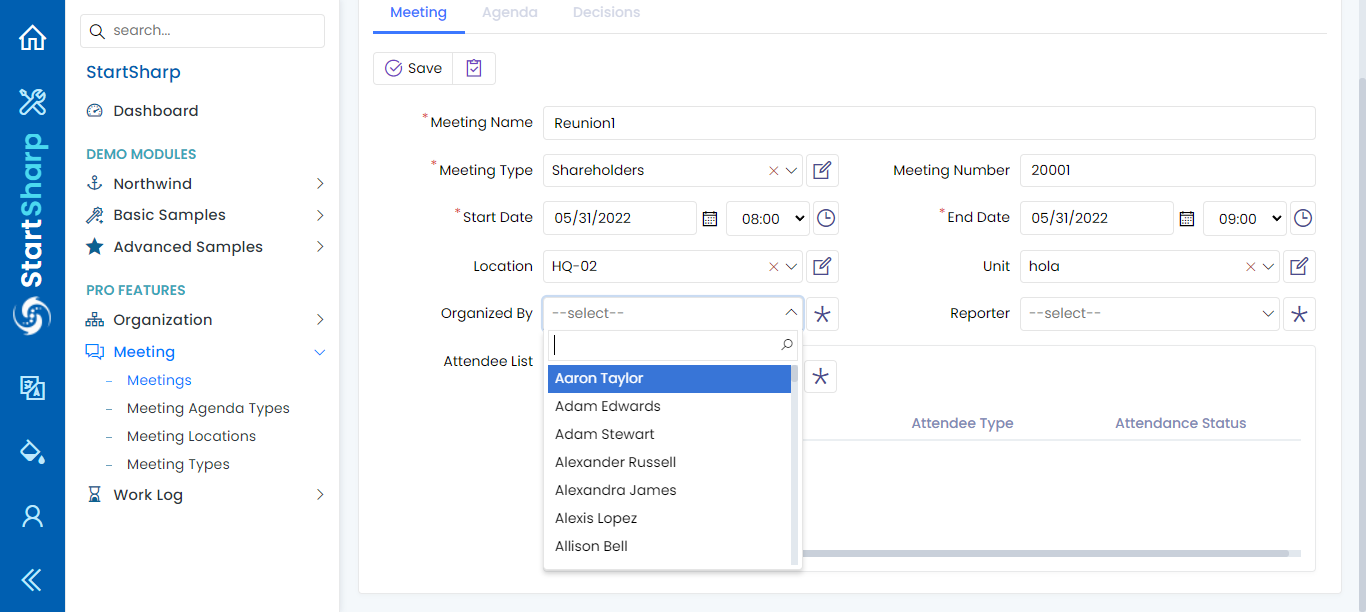 StartSharp
search...
StartSharp
Dashboard
DEMO MODULES
Northwind
Basic Samples
Advanced Samples
PRO FEATURES
Organization
Meeting
Meetings
Meeting Agenda Types
Meeting Locations
Meeting Types
Work Log
Meeting Agenda Decisions
Save
*Meeting Name Reunion1
*Meeting Type Shareholders Meeting Number 20001
*Start Date 05/31/2022 08:00 *End Date 05/31/2022 09:00
Location HQ-02 Unit hola
Organized By --select-- Reporter --select--
Attendee List
Aaron Taylor
Adam Edwards
Adam Stewart
Alexander Russell
Alexandra James
Alexis Lopez
Allison Bell
Attendee Type Attendance Status